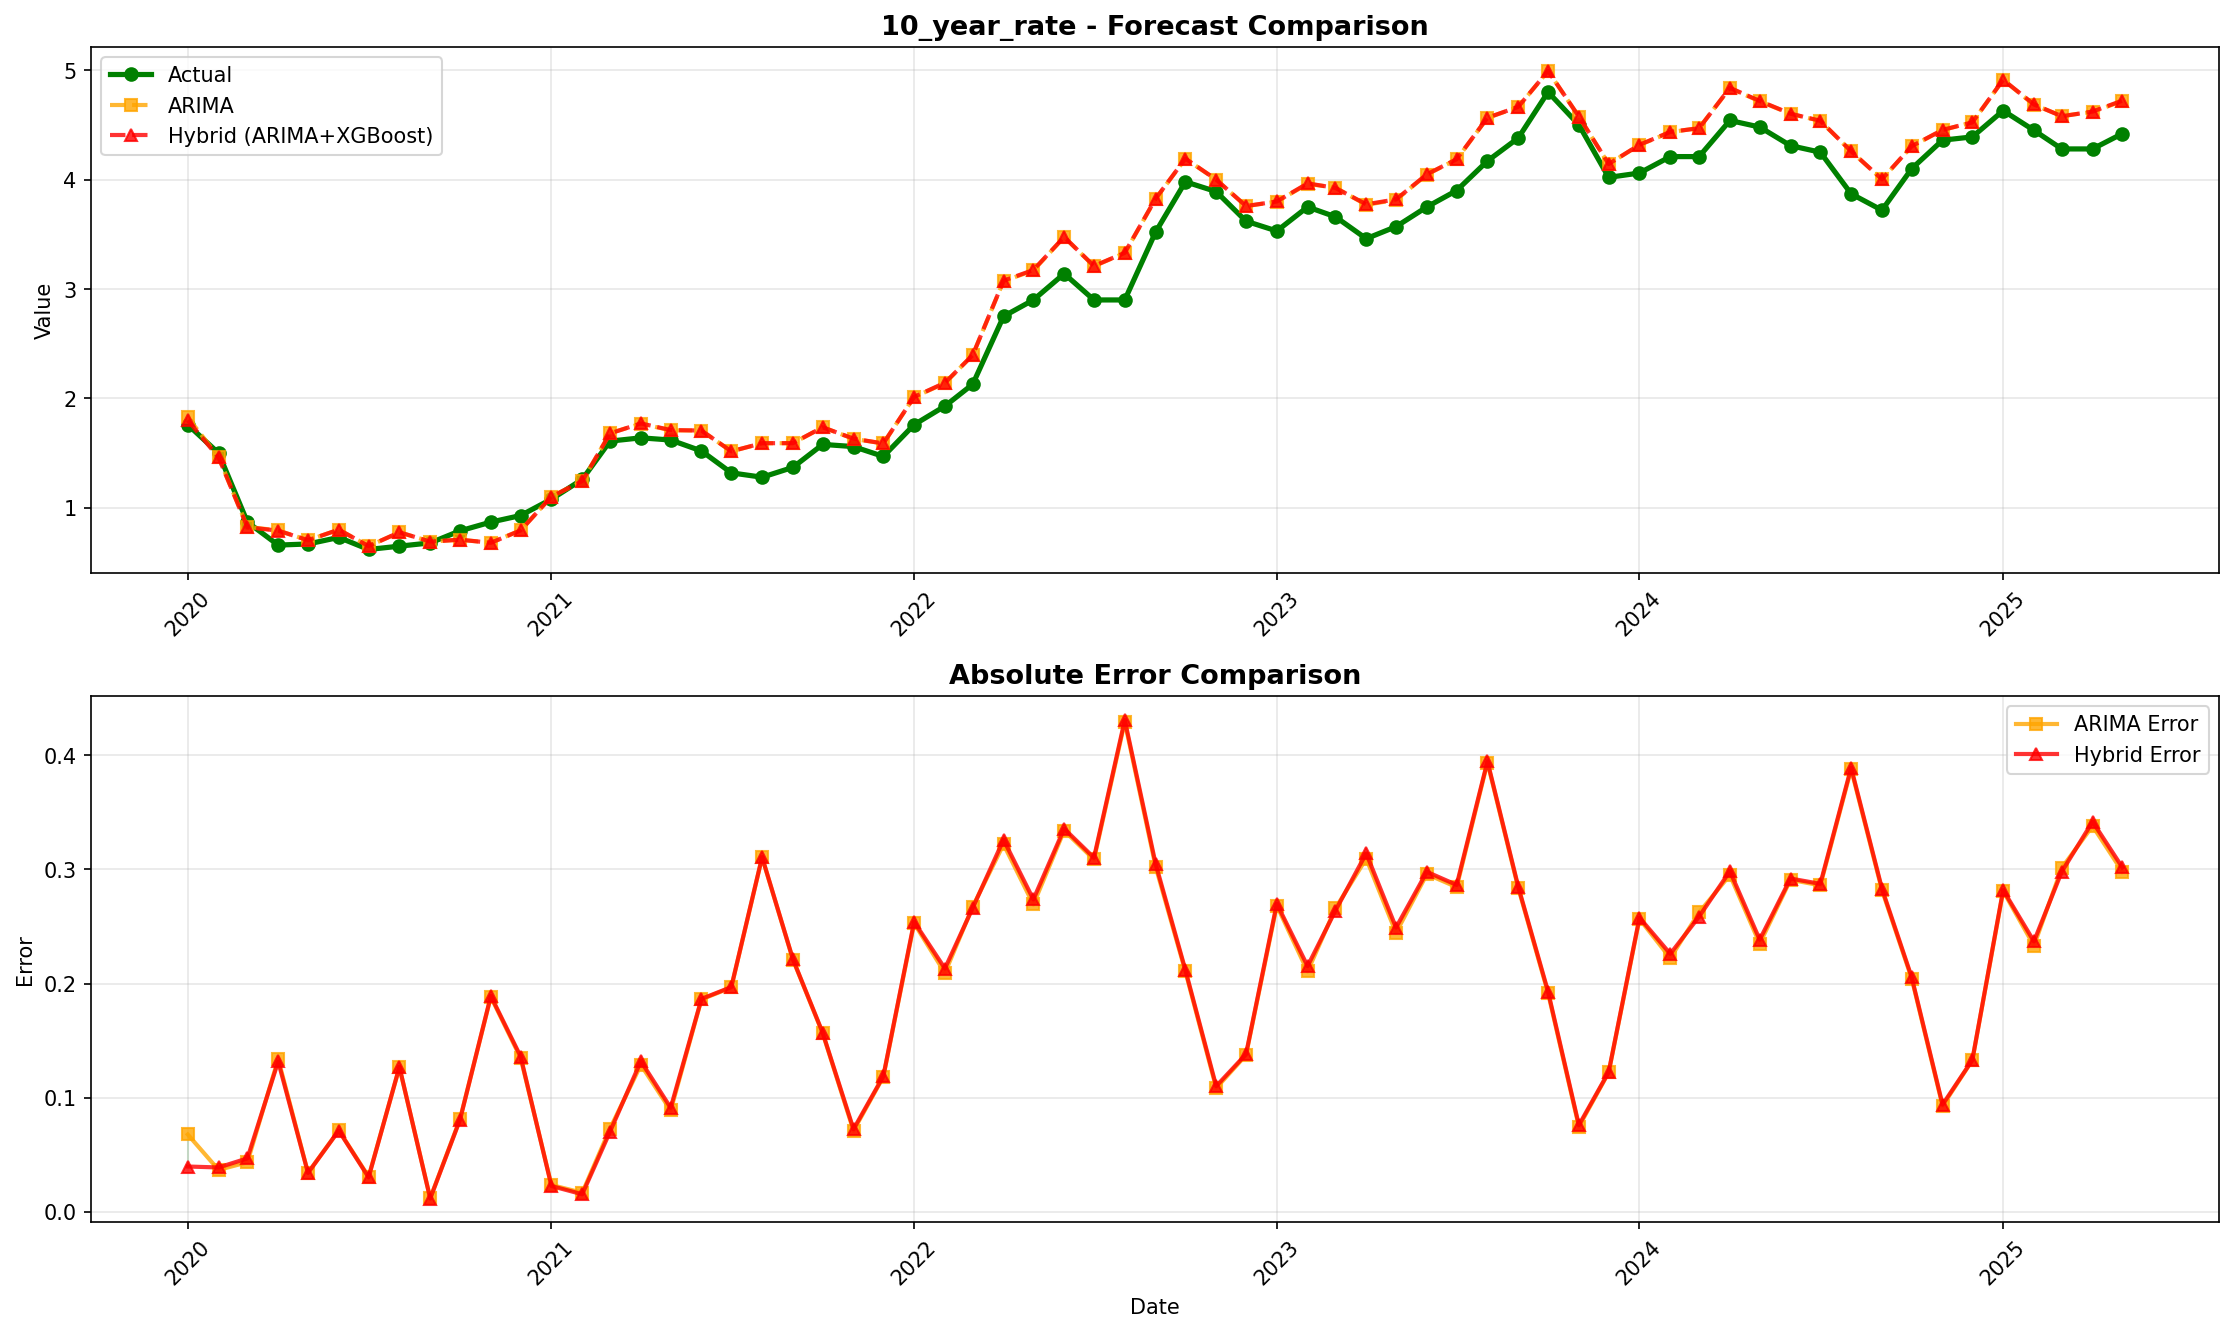 10_year_rate - Forecast Comparison
Actual
ARIMA
Hybrid (ARIMA+XGBoost)
Value
5
4
3
2
1
2020
2021
2022
2023
2024
2025
Absolute Error Comparison
ARIMA Error
Hybrid Error
Error
0.4
0.3
0.2
0.1
0.0
2020
2021
2022
2023
2024
2025
Date